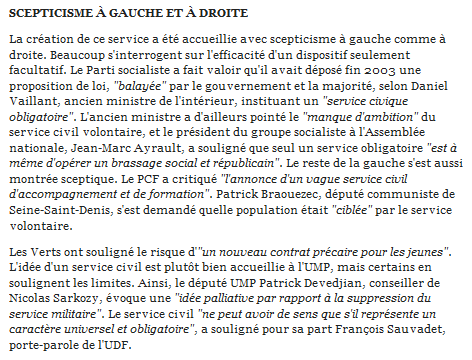 SCEPTICISME À GAUCHE ET À DROITE
La création de ce service a été accueillie avec scepticisme à gauche comme à
droite. Beaucoup s'interrogent sur l'efficacité d'un dispositif seulement
facultatif. Le Parti socialiste a fait valoir qu'il avait déposé fin 2003 une
proposition de loi, "balayée" par le gouvernement et la majorité, selon Daniel
Vaillant, ancien ministre de l'intérieur, instituant un "service civique
obligatoire". L'ancien ministre a d'ailleurs pointé le "manque d'ambition" du
service civil volontaire, et le président du groupe socialiste à l'Assemblée
nationale, Jean-Marc Ayrault, a souligné que seul un service obligatoire "est à
même d'opérer un brassage social et républicain". Le reste de la gauche s'est aussi
montrée sceptique. Le PCF a critiqué "l'annonce d'un vague service civil
d'accompagnement et de formation". Patrick Braouezec, député communiste de
Seine-Saint-Denis, s'est demandé quelle population était "ciblée" par le service
volontaire.
Les Verts ont souligné le risque d'"un nouveau contrat précaire pour les jeunes".
L'idée d'un service civil est plutôt bien accueillie à l'UMP, mais certains en
soulignent les limites. Ainsi, le député UMP Patrick Devedjian, conseiller de
Nicolas Sarkozy, évoque une "idée palliative par rapport à la suppression du
service militaire". Le service civil "ne peut avoir de sens que s'il représente un
caractère universel et obligatoire", a souligné pour sa part François Sauvadet,
porte-parole de l'UDF.